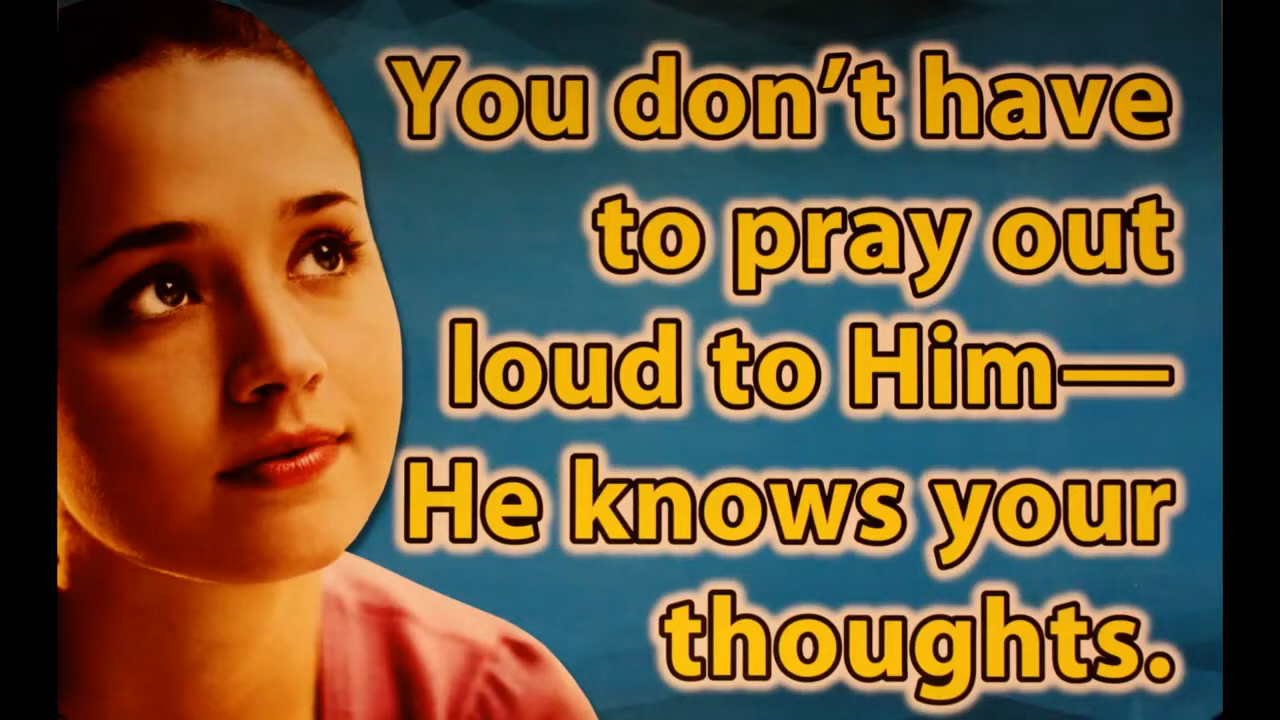 You don’t have
to pray out
loud to Him—
He knows your
thoughts.